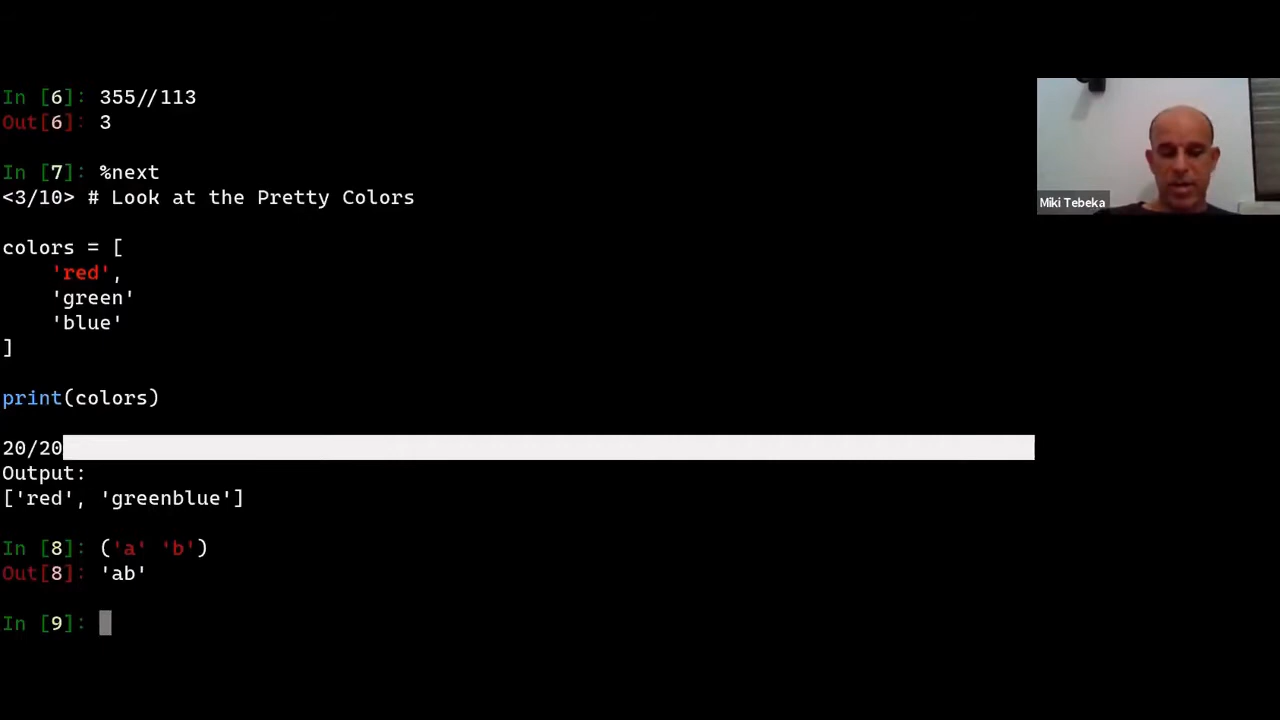 In [6]: 355//113
Out[6]: 3
In [7]: %next
<3/10> # Look at the Pretty Colors
colors = [
    'red',
    'green'
    'blue'
]
print(colors)
20/20
Output:
['red', 'greenblue']
In [8]: ('a' 'b')
Out[8]: 'ab'
In [9]:
Miki Tebeka